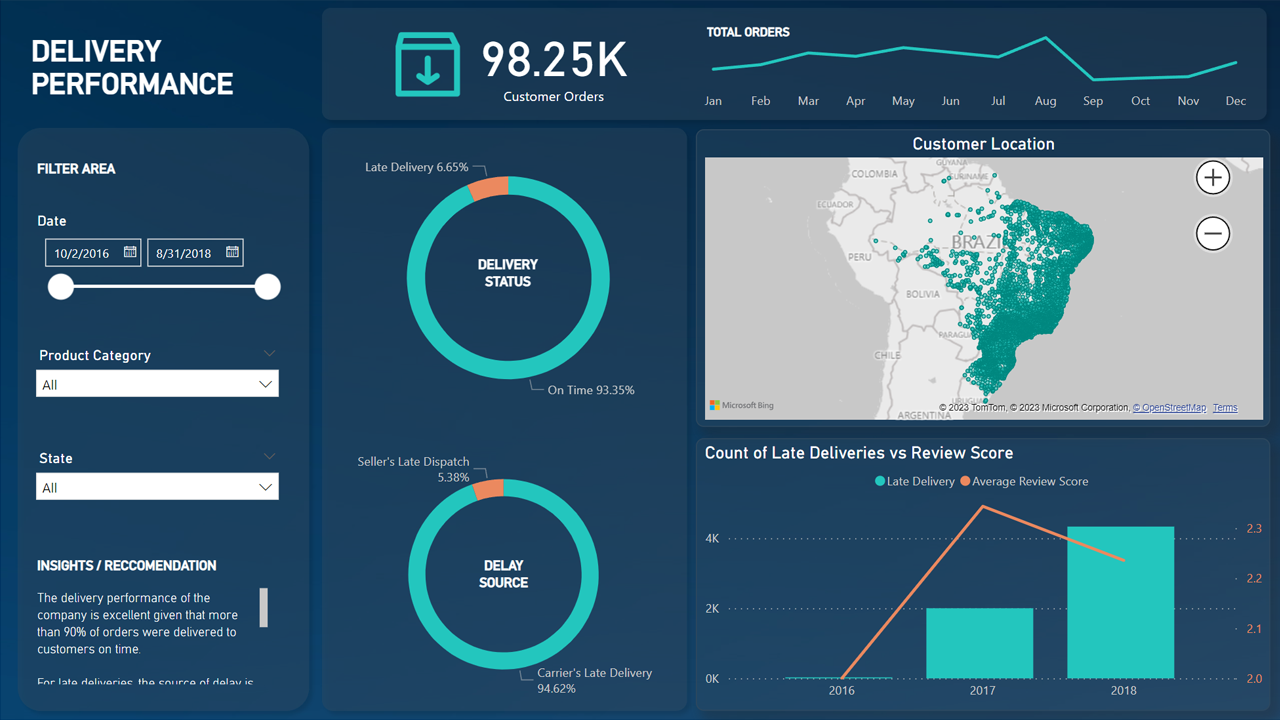 DELIVERY
PERFORMANCE
98.25K
Customer Orders
TOTAL ORDERS
Jan Feb Mar Apr May Jun Jul Aug Sep Oct Nov Dec
FILTER AREA
Date
10/2/2016 8/31/2018
Product Category
All
State
All
INSIGHTS / RECCOMENDATION
The delivery performance of the
company is excellent given that more
than 90% of orders were delivered to
customers on time.
For late deliveries, the source of delay is
Late Delivery 6.65%
DELIVERY
STATUS
On Time 93.35%
Seller's Late Dispatch
5.38%
DELAY
SOURCE
Carrier's Late Delivery
94.62%
Customer Location
GUYANA
COLOMBIA
SURINAME
ECUADOR
BRAZI
PERU
BOLIVIA
PARAGU
CHILE
URUGUA
ARGENTINA
Microsoft Bing
© 2023 TomTom, © 2023 Microsoft Corporation, © OpenStreetMap Terms
Count of Late Deliveries vs Review Score
Late Delivery Average Review Score
4K
2K
0K
2.3
2.2
2.1
2.0
2016 2017 2018